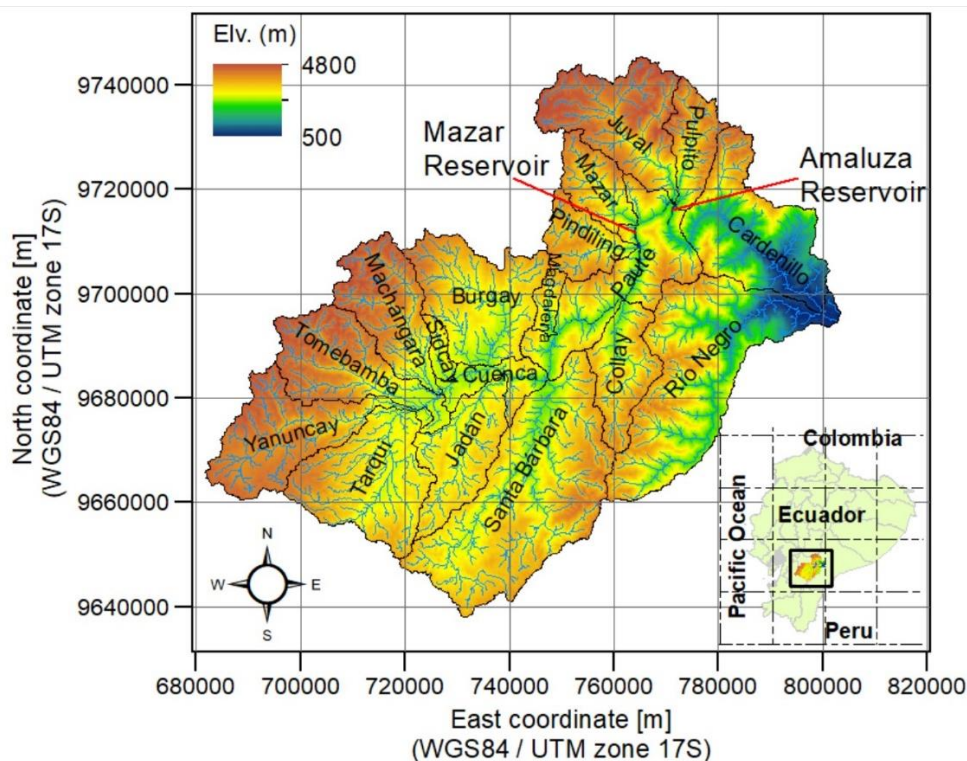 Elv. (m)
4800
500
9740000
9720000
9700000
9680000
9660000
9640000
North coordinate [m]
(WGS84 / UTM zone 17S)
Mazar
Reservoir
Amaluza
Reservoir
Juval
Pulpito
Mazar
Pindiling
Cardenillo
Paute
Magdalena
Burgay
Machangara
Sidcay
Tomebamba
Cuenca
Collay
Rio Negro
Yanuncay
Tarqui
Jadan
Santa Bárbara
N
W
E
S
Colombia
Pacific Ocean
Ecuador
Peru
680000
700000
720000
740000
760000
780000
800000
820000
East coordinate [m]
(WGS84 / UTM zone 17S)